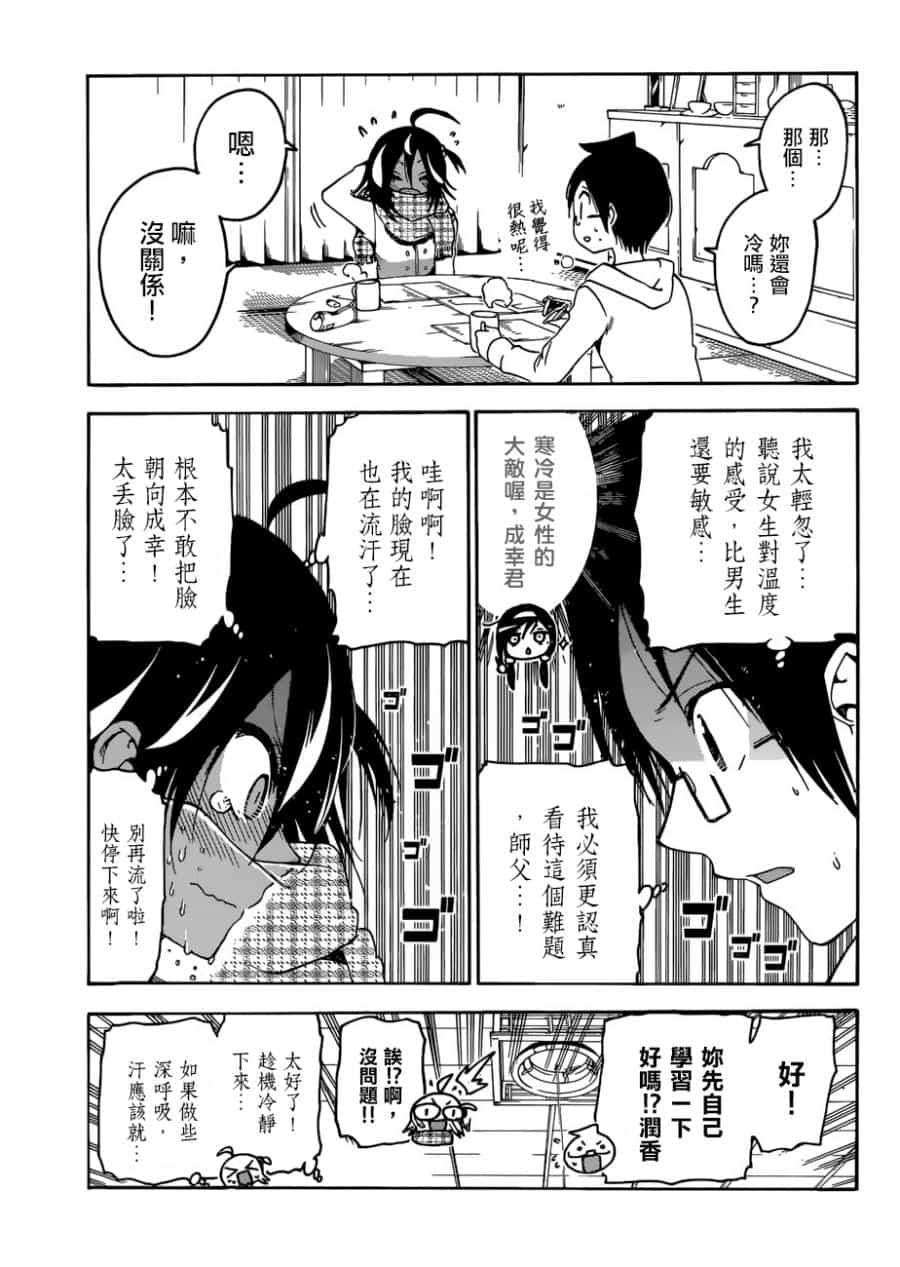 那…
那個…
妳還會
冷嗎…?
我覺得
很熱呢…
嗯…
嘛，
沒關係！
我太輕忽了…
聽說女生對溫度
的感受，比男生
還要敏感…
寒冷是女性的
大敵喔，成幸君
我必須更認真
看待這個難題
，師父…！
ゴ
ゴ
ゴ
ゴ
ゴ
ゴ
哇啊啊！
我的臉現在
也在流汗了…
根本不敢把臉
朝向成幸！
太丟臉了…
別再流了啦！
快停下來啊！
ゴ
ゴ
ゴ
ゴ
好！
妳先自己
學習一下
好嗎!?潤香
誒!?啊，
沒問題!!
太好了！
趁機冷靜
下來…
如果做些
深呼吸，
汗應該就…